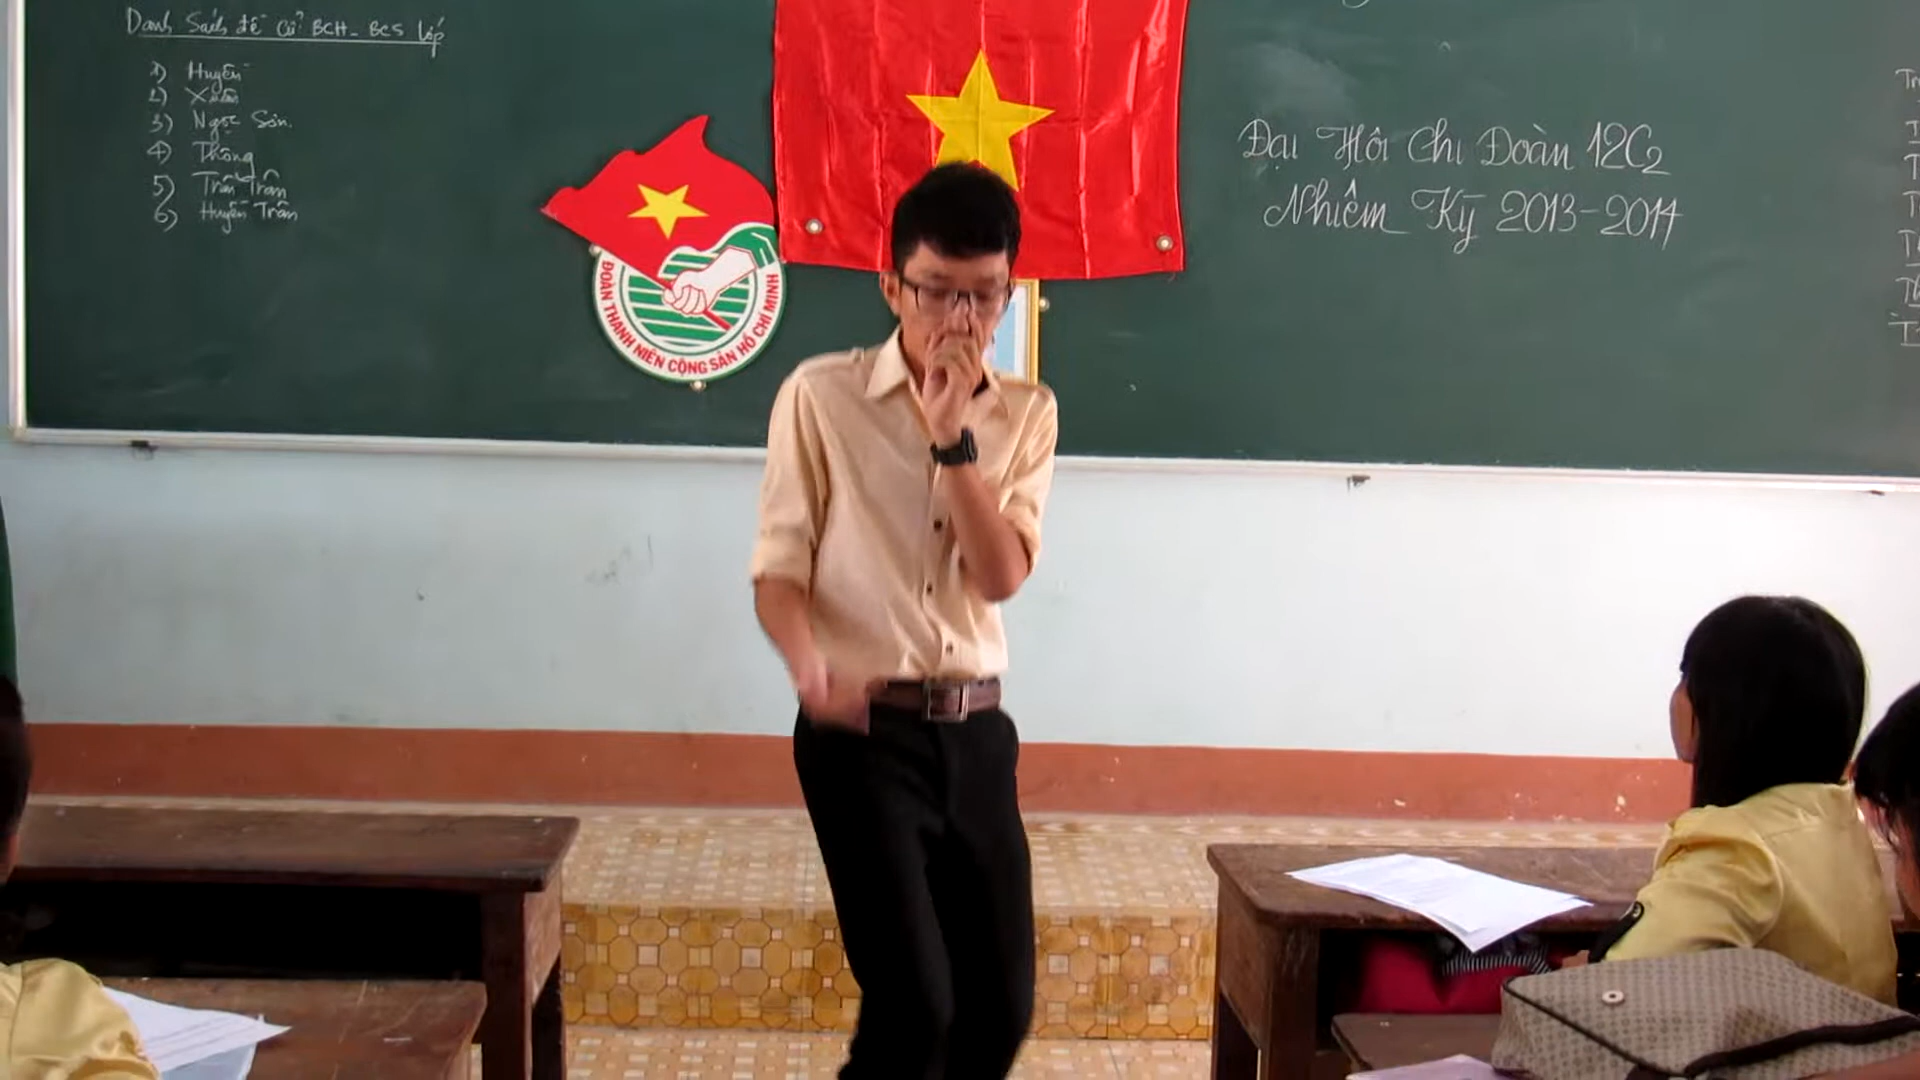 Danh Sách đề cử BCH - BCS lớp
1) Huyền
2) Xuân
3) Ngọc Sơn.
4) Thông
5) Trần Trân
6) Huyền Trân
ĐOÀN THANH NIÊN CỘNG SẢN HỒ CHÍ MINH
Đại Hội Chi Đoàn 12C2
Nhiệm Kỳ 2013-2014